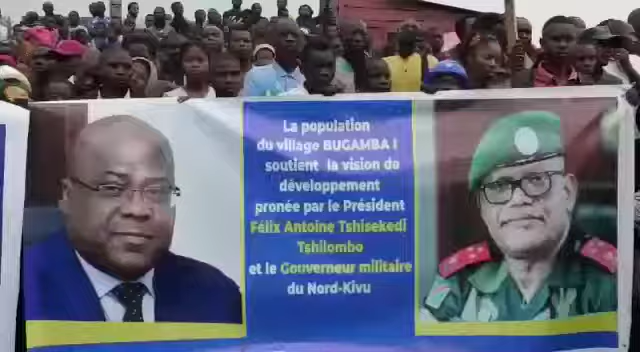 La population
du village BUGAMBA I
soutient la vision de
développement
pronée par le Président
Félix Antoine Tshisekedi
Tshilombo
et le Gouverneur militaire
du Nord-Kivu